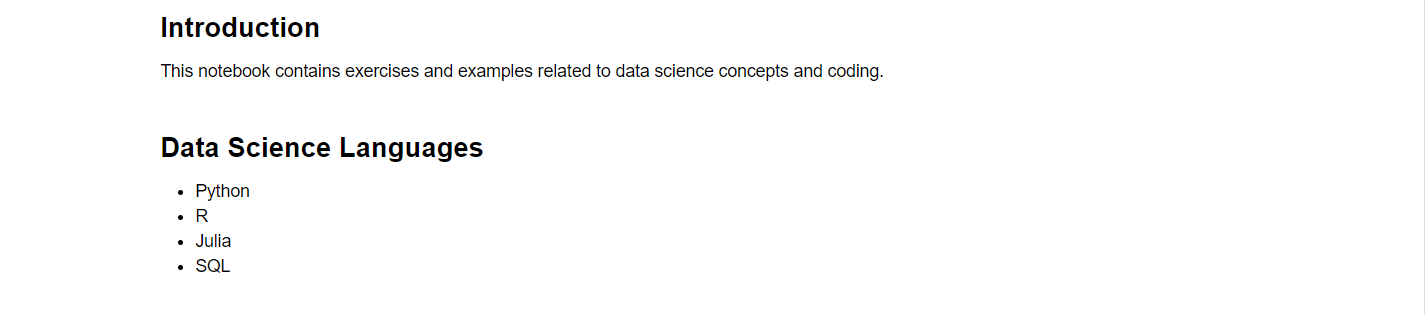 Introduction
This notebook contains exercises and examples related to data science concepts and coding.
Data Science Languages
• Python
• R
• Julia
• SQL